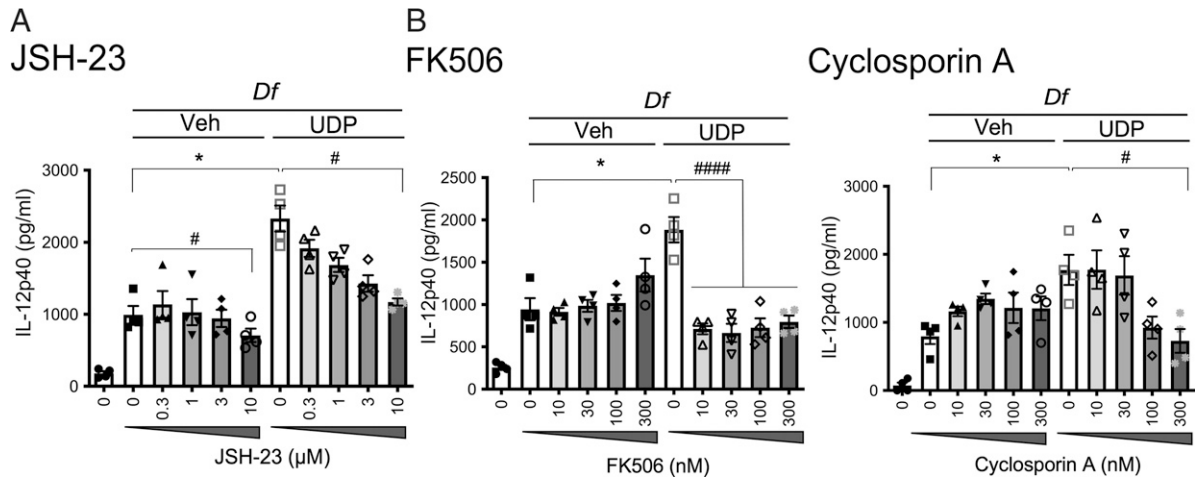 A
JSH-23
Df
Veh UDP
* #
#
3000
2000
1000
0
IL-12p40 (pg/ml)
0 0 0.3 1 3 10 0 0.3 1 3 10
JSH-23 (μM)
B
FK506
Df
Veh UDP
* ####
2500
2000
1500
1000
500
0
IL-12p40 (pg/ml)
0 0 10 30 100 300 0 10 30 100 300
FK506 (nM)
Cyclosporin A
Df
Veh UDP
* #
3000
2000
1000
0
IL-12p40 (pg/ml)
0 0 10 30 100 300 0 10 30 100 300
Cyclosporin A (nM)